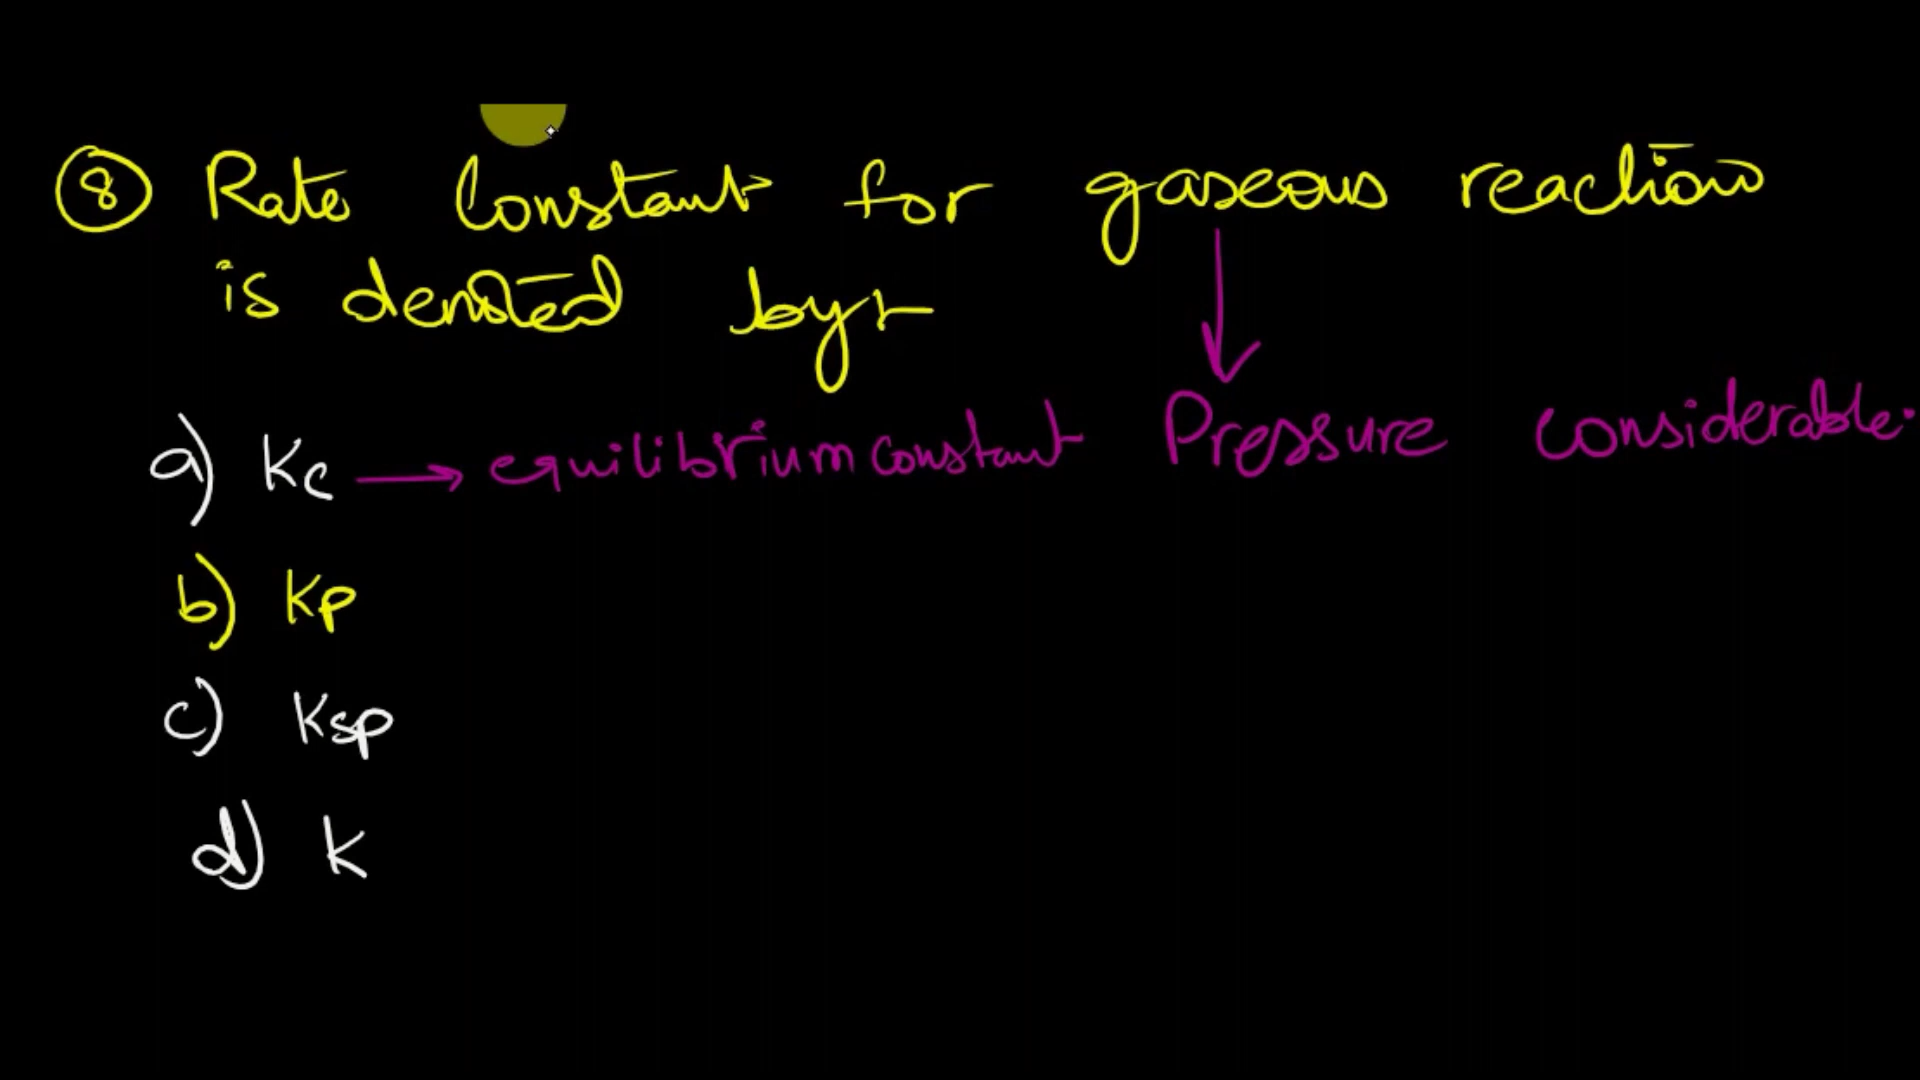 8 Rate Constant for gaseous reaction
is denoted by:-
a) Kc → equilibrium constant Pressure considerable.
b) Kp
c) Ksp
d) K